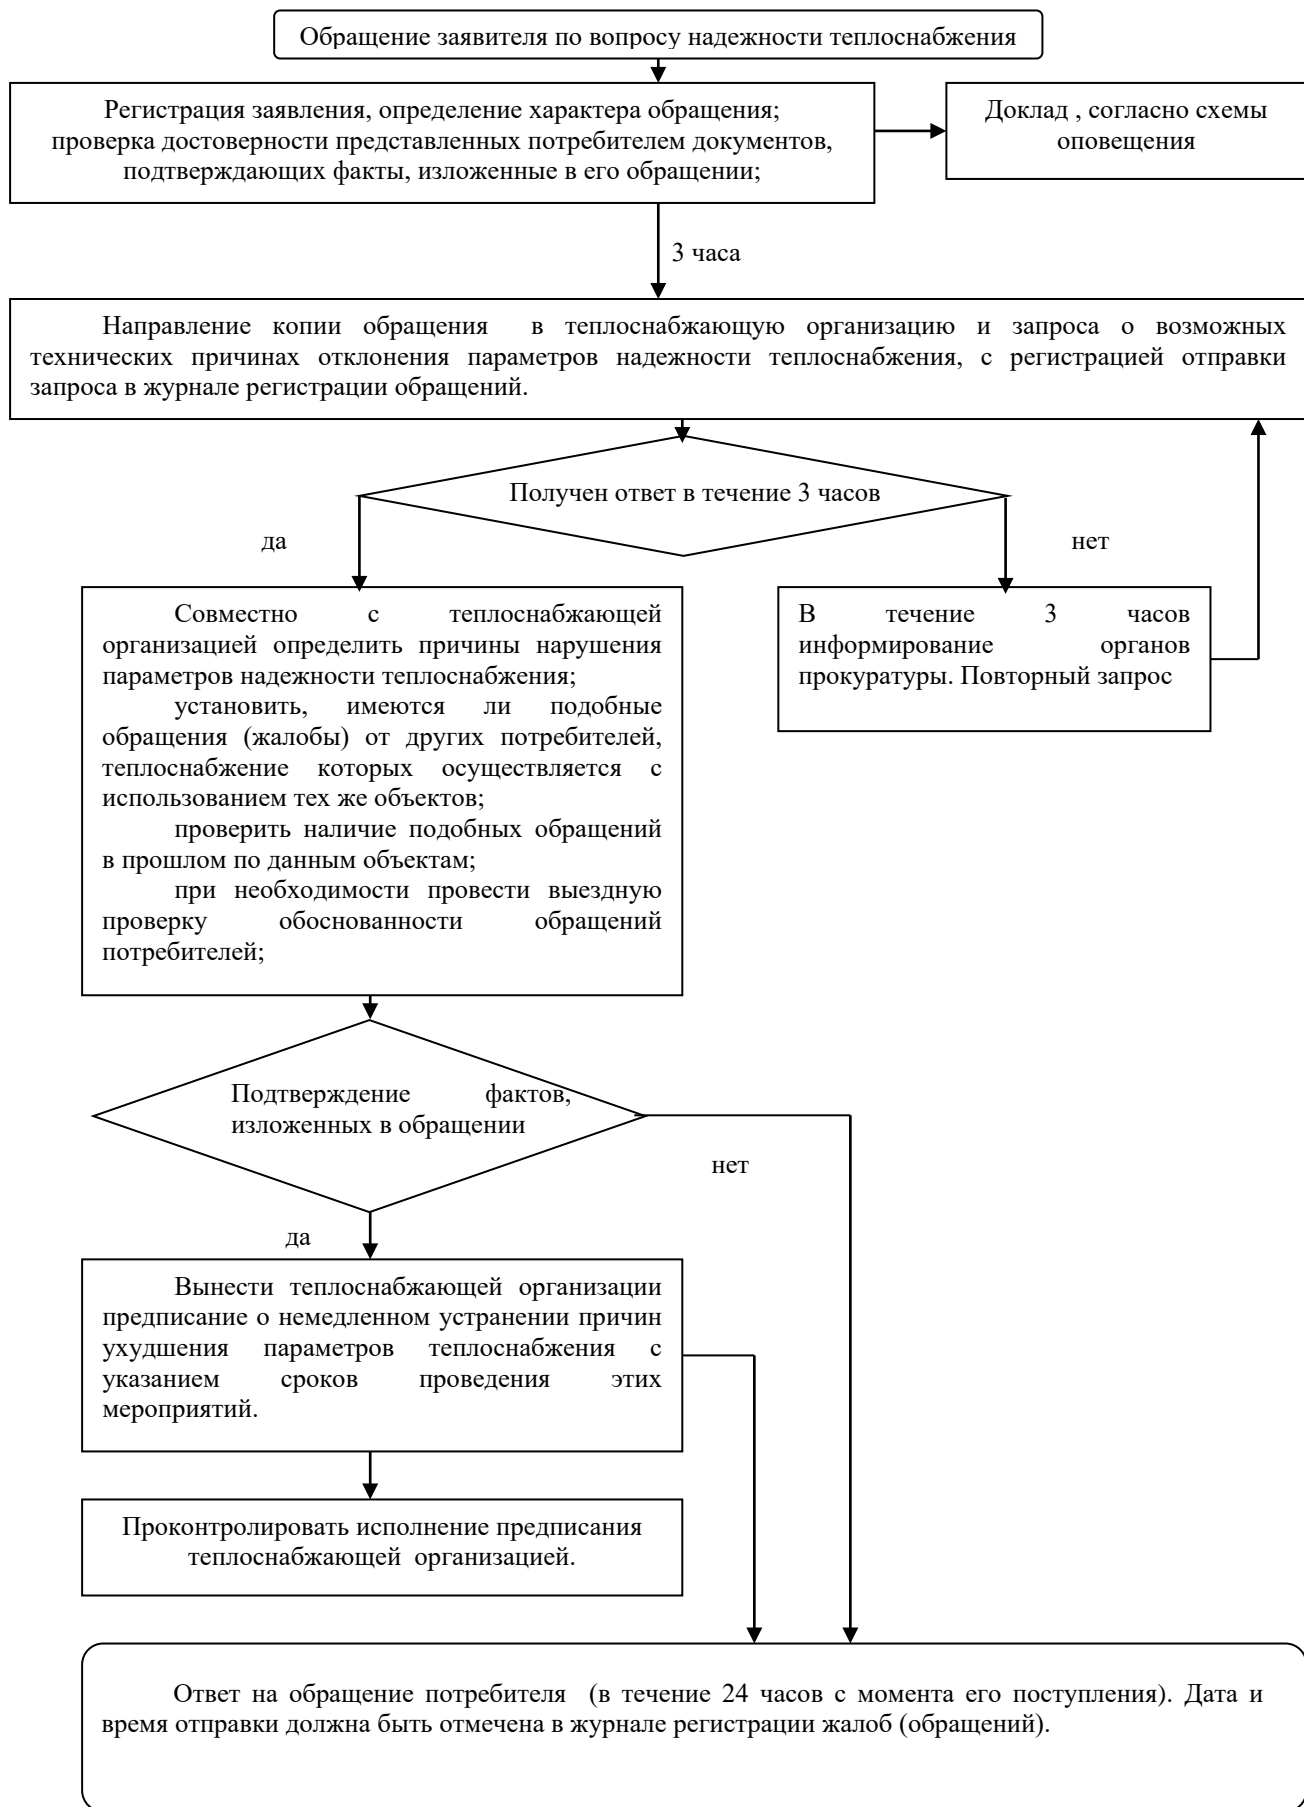 Обращение заявителя по вопросу надежности теплоснабжения
Регистрация заявления, определение характера обращения;
проверка достоверности представленных потребителем документов,
подтверждающих факты, изложенные в его обращении;
Доклад , согласно схемы
оповещения
3 часа
Направление копии обращения в теплоснабжающую организацию и запроса о возможных
технических причинах отклонения параметров надежности теплоснабжения, с регистрацией отправки
запроса в журнале регистрации обращений.
Получен ответ в течение 3 часов
да
нет
Совместно с теплоснабжающей
организацией определить причины нарушения
параметров надежности теплоснабжения;
установить, имеются ли подобные
обращения (жалобы) от других потребителей,
теплоснабжение которых осуществляется с
использованием тех же объектов;
проверить наличие подобных обращений
в прошлом по данным объектам;
при необходимости провести выездную
проверку обоснованности обращений
потребителей;
В течение 3 часов
информирование органов
прокуратуры. Повторный запрос
Подтверждение фактов,
изложенных в обращении
нет
да
Вынести теплоснабжающей организации
предписание о немедленном устранении причин
ухудшения параметров теплоснабжения с
указанием сроков проведения этих
мероприятий.
Проконтролировать исполнение предписания
теплоснабжающей организацией.
Ответ на обращение потребителя (в течение 24 часов с момента его поступления). Дата и
время отправки должна быть отмечена в журнале регистрации жалоб (обращений).